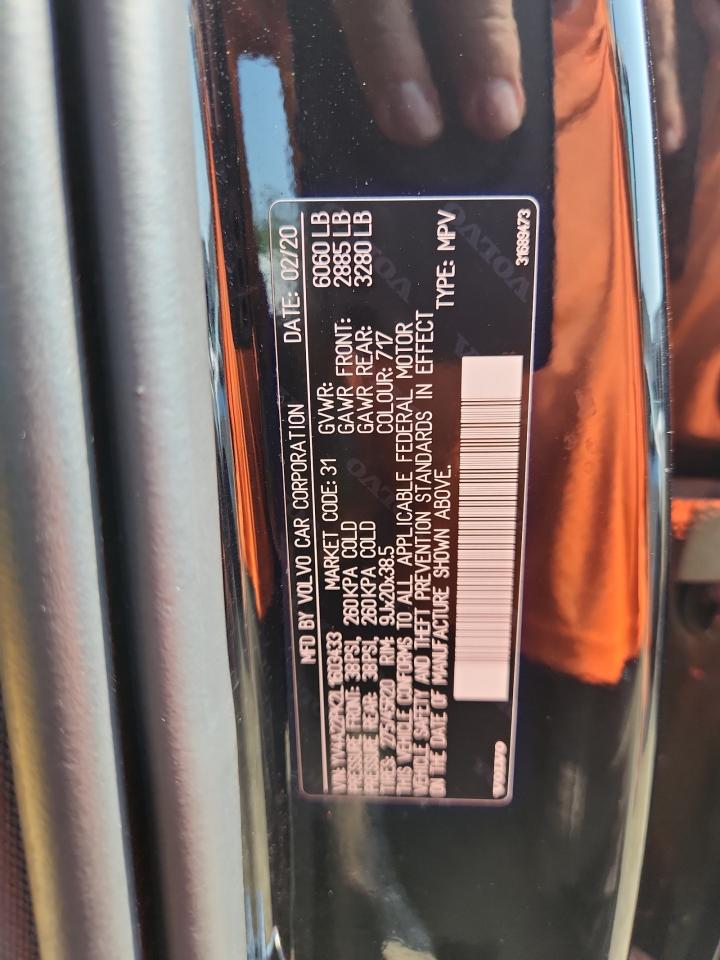 MFD BY VOLVO CAR CORPORATION DATE: 02/20
VIN: MARKET CODE: 31 GVWR: 6060 LB
PRESSURE FRONT: 38PSI, 260KPA COLD GAWR FRONT: 2885 LB
PRESSURE REAR: 38PSI, 260KPA COLD GAWR REAR: 3280 LB
TIRES: 275/45R20 RIM: 9Jx20x38.5 COLOUR: 717
THIS VEHICLE CONFORMS TO ALL APPLICABLE FEDERAL MOTOR
VEHICLE SAFETY AND THEFT PREVENTION STANDARDS IN EFFECT
ON THE DATE OF MANUFACTURE SHOWN ABOVE. TYPE: MPV
VOLVO 31689473